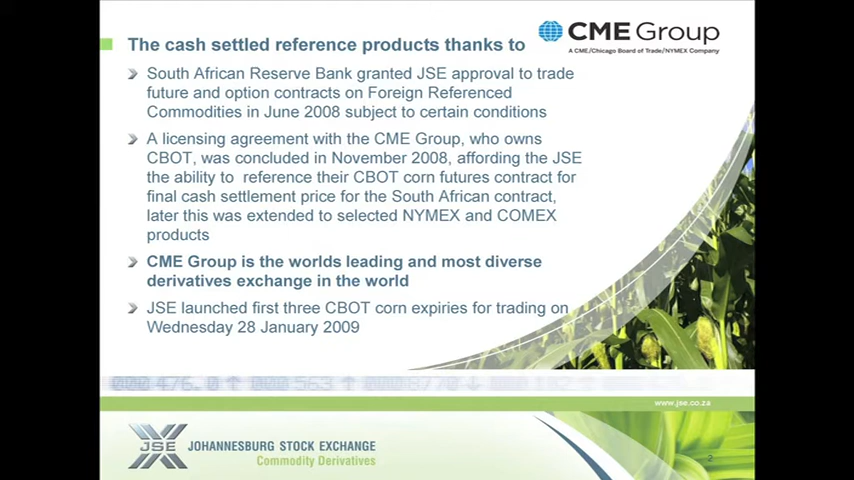 The cash settled reference products thanks to
CME Group
A CME/Chicago Board of Trade/NYMEX Company
South African Reserve Bank granted JSE approval to trade
future and option contracts on Foreign Referenced
Commodities in June 2008 subject to certain conditions
A licensing agreement with the CME Group, who owns
CBOT, was concluded in November 2008, affording the JSE
the ability to reference their CBOT corn futures contract for
final cash settlement price for the South African contract,
later this was extended to selected NYMEX and COMEX
products
CME Group is the worlds leading and most diverse
derivatives exchange in the world
JSE launched first three CBOT corn expiries for trading on
Wednesday 28 January 2009
www.jse.co.za
JSE
JOHANNESBURG STOCK EXCHANGE
Commodity Derivatives
2